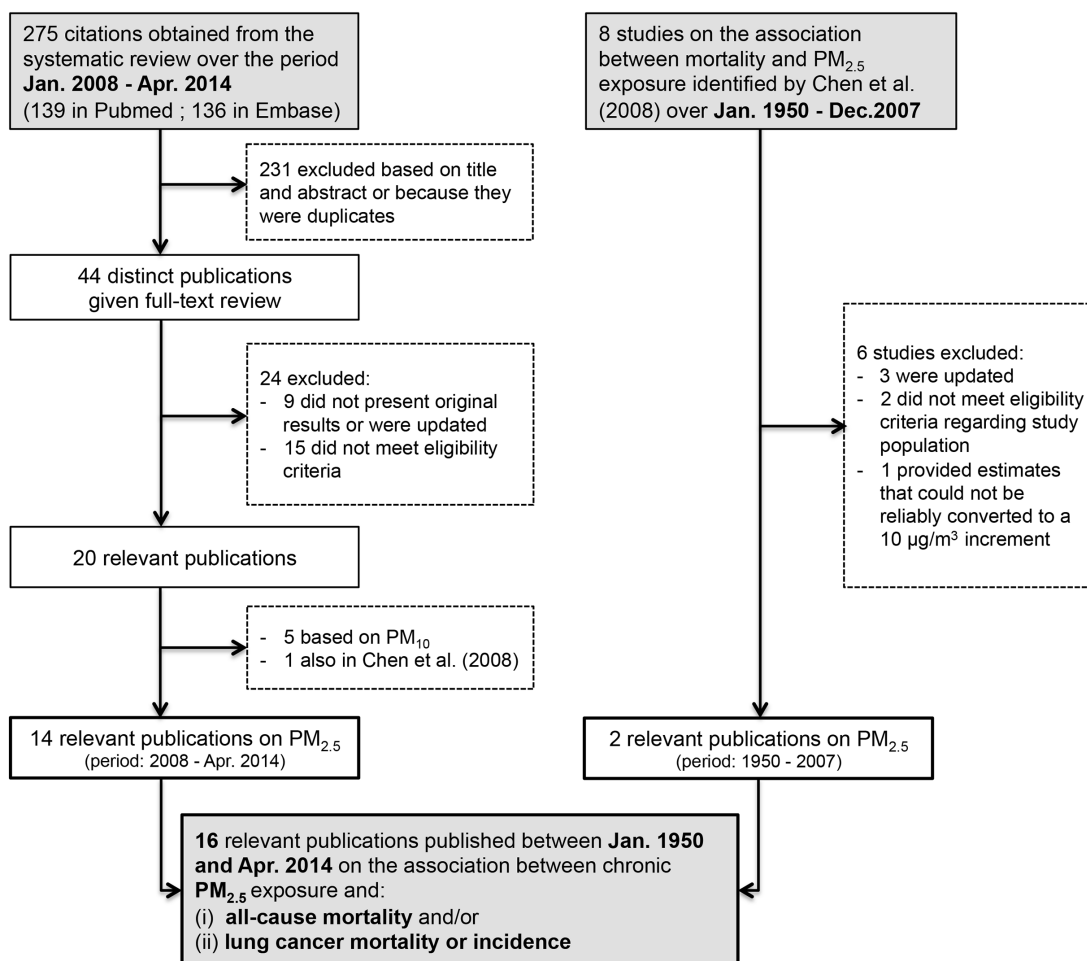 275 citations obtained from the
systematic review over the period
Jan. 2008 - Apr. 2014
(139 in Pubmed ; 136 in Embase)
8 studies on the association
between mortality and PM2.5
exposure identified by Chen et al.
(2008) over Jan. 1950 - Dec.2007
231 excluded based on title
and abstract or because they
were duplicates
44 distinct publications
given full-text review
24 excluded:
- 9 did not present original
results or were updated
- 15 did not meet eligibility
criteria
6 studies excluded:
- 3 were updated
- 2 did not meet eligibility
criteria regarding study
population
- 1 provided estimates
that could not be
reliably converted to a
10 µg/m³ increment
20 relevant publications
- 5 based on PM10
- 1 also in Chen et al. (2008)
14 relevant publications on PM2.5
(period: 2008 - Apr. 2014)
2 relevant publications on PM2.5
(period: 1950 - 2007)
16 relevant publications published between Jan. 1950
and Apr. 2014 on the association between chronic
PM2.5 exposure and:
(i) all-cause mortality and/or
(ii) lung cancer mortality or incidence